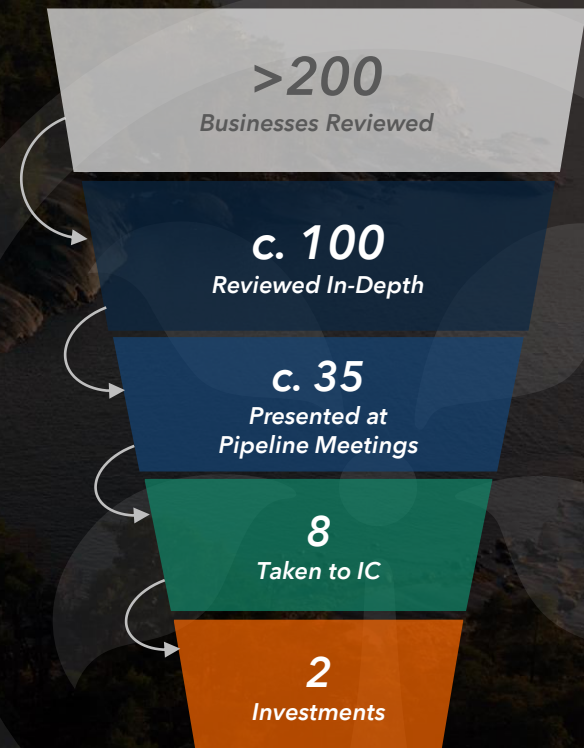 >200
Businesses Reviewed
c. 100
Reviewed In-Depth
c. 35
Presented at
Pipeline Meetings
8
Taken to IC
2
Investments